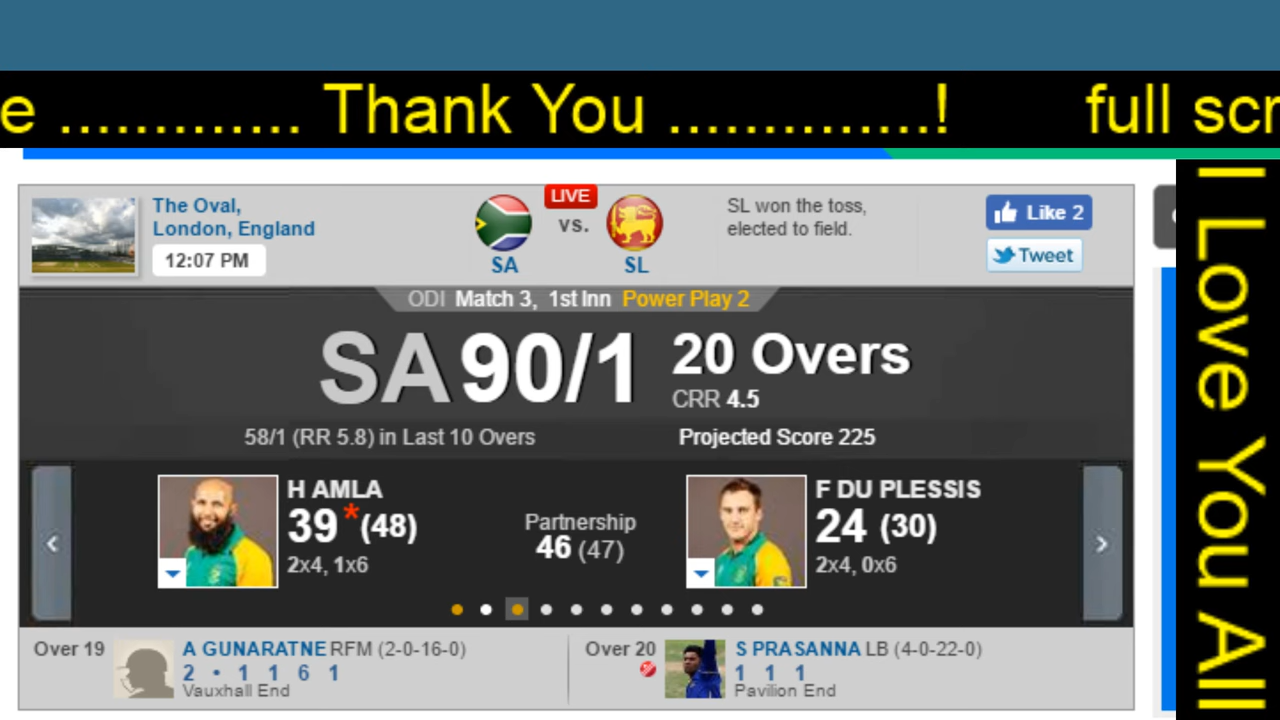 e ............. Thank You ..............! full scr
I Love You All
The Oval,
London, England
12:07 PM
LIVE
vs.
SA
SL
SL won the toss,
elected to field.
Like 2
Tweet
ODI Match 3, 1st Inn Power Play 2
SA 90/1
20 Overs
CRR 4.5
58/1 (RR 5.8) in Last 10 Overs
Projected Score 225
H AMLA
39*(48)
2x4, 1x6
Partnership
46 (47)
F DU PLESSIS
24 (30)
2x4, 0x6
Over 19
A GUNARATNE RFM (2-0-16-0)
2 • 1 1 6 1
Vauxhall End
Over 20
S PRASANNA LB (4-0-22-0)
1 1 1
Pavilion End